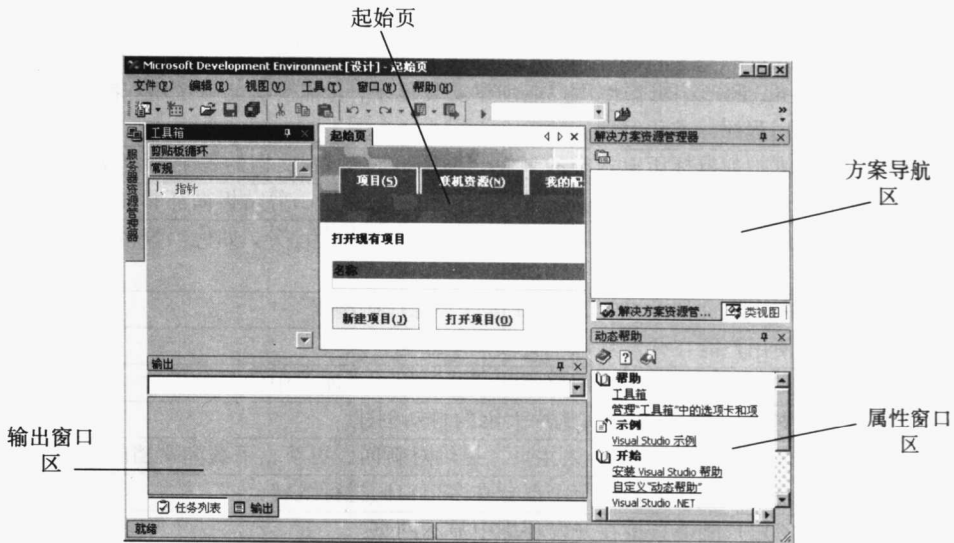 起始页
Microsoft Development Environment [设计] - 起始页
文件(F) 编辑(E) 视图(V) 工具(T) 窗口(W) 帮助(H)
服务器资源管理器
工具箱
剪贴板循环
常规
指针
起始页
项目(S) 联机资源(N) 我的配
打开现有项目
名称
新建项目(J) 打开项目(O)
解决方案资源管理器
解决方案资源管... 类视图
方案导航
区
动态帮助
帮助
工具箱
管理"工具箱"中的选项卡和项
示例
Visual Studio 示例
开始
安装 Visual Studio 帮助
自定义"动态帮助"
Visual Studio .NET
属性窗口
区
输出
输出窗口
区
任务列表 输出
就绪